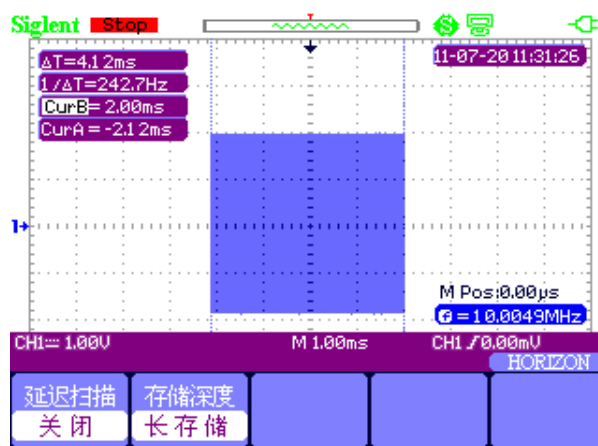 Siglent Stop
11-07-20 11:31:26
ΔT=4.12ms
1/ΔT=242.7Hz
CurB=2.00ms
CurA=-2.12ms
1
M Pos:0.00μs
f=10.0049MHz
CH1 1.00V M 1.00ms CH1 0.00mV
HORIZON
延迟扫描 存储深度
关闭 长存储